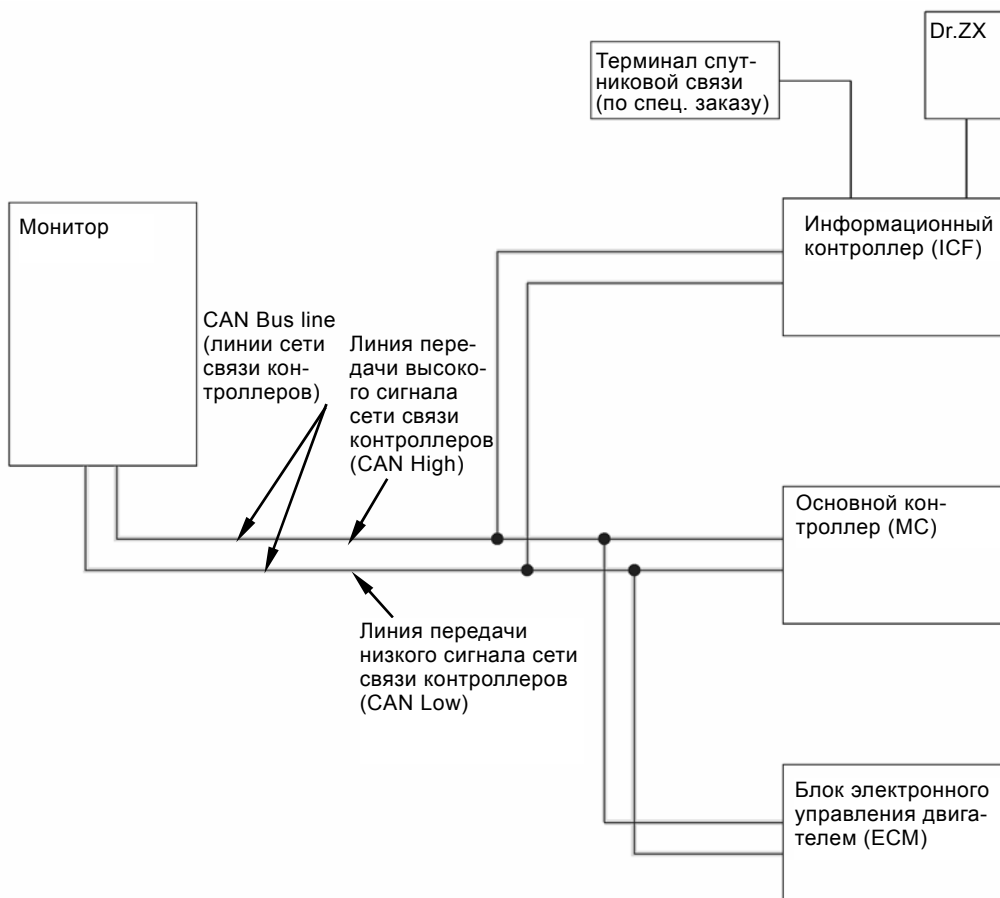 Dr.ZX
Терминал спут-
никовой связи
(по спец. заказу)
Монитор
Информационный
контроллер (ICF)
CAN Bus line
(линии сети
связи кон-
троллеров)
Линия пере-
дачи высоко-
го сигнала
сети связи
контроллеров
(CAN High)
Основной кон-
троллер (MC)
Линия передачи
низкого сигнала сети
связи контроллеров
(CAN Low)
Блок электронного
управления двига-
телем (ECM)